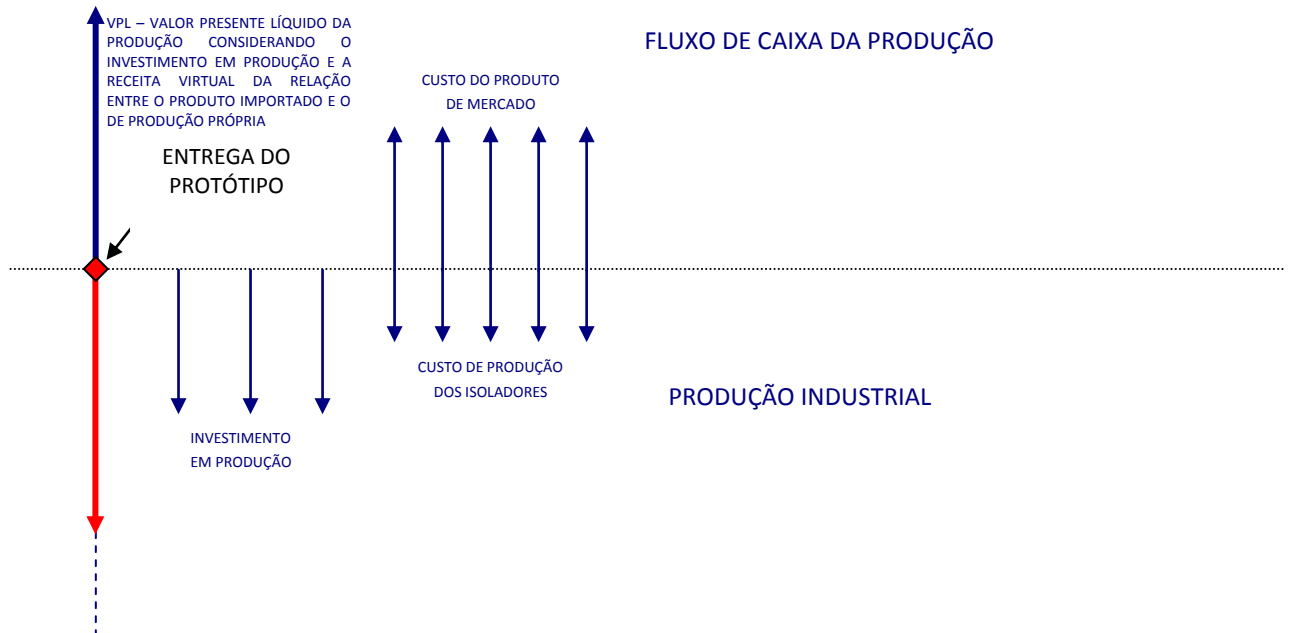 VPL – VALOR PRESENTE LÍQUIDO DA
PRODUÇÃO CONSIDERANDO O
INVESTIMENTO EM PRODUÇÃO E A
RECEITA VIRTUAL DA RELAÇÃO
ENTRE O PRODUTO IMPORTADO E O
DE PRODUÇÃO PRÓPRIA
FLUXO DE CAIXA DA PRODUÇÃO
CUSTO DO PRODUTO
DE MERCADO
ENTREGA DO
PROTÓTIPO
CUSTO DE PRODUÇÃO
DOS ISOLADORES
PRODUÇÃO INDUSTRIAL
INVESTIMENTO
EM PRODUÇÃO